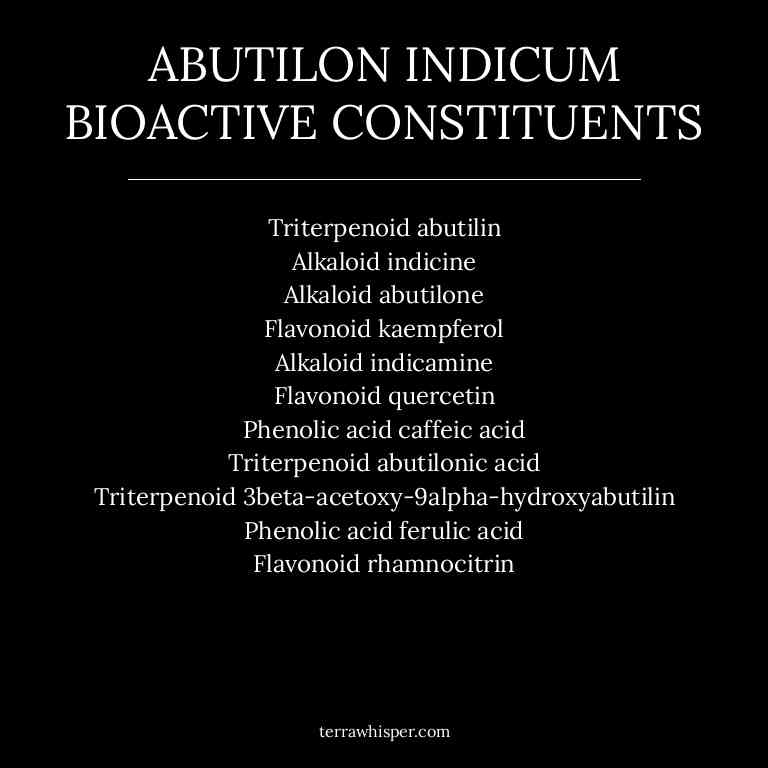 ABUTILON INDICUM
BIOACTIVE CONSTITUENTS
Triterpenoid abutilin
Alkaloid indicine
Alkaloid abutilone
Flavonoid kaempferol
Alkaloid indicamine
Flavonoid quercetin
Phenolic acid caffeic acid
Triterpenoid abutilonic acid
Triterpenoid 3beta-acetoxy-9alpha-hydroxyabutilin
Phenolic acid ferulic acid
Flavonoid rhamnocitrin
terrawhisper.com